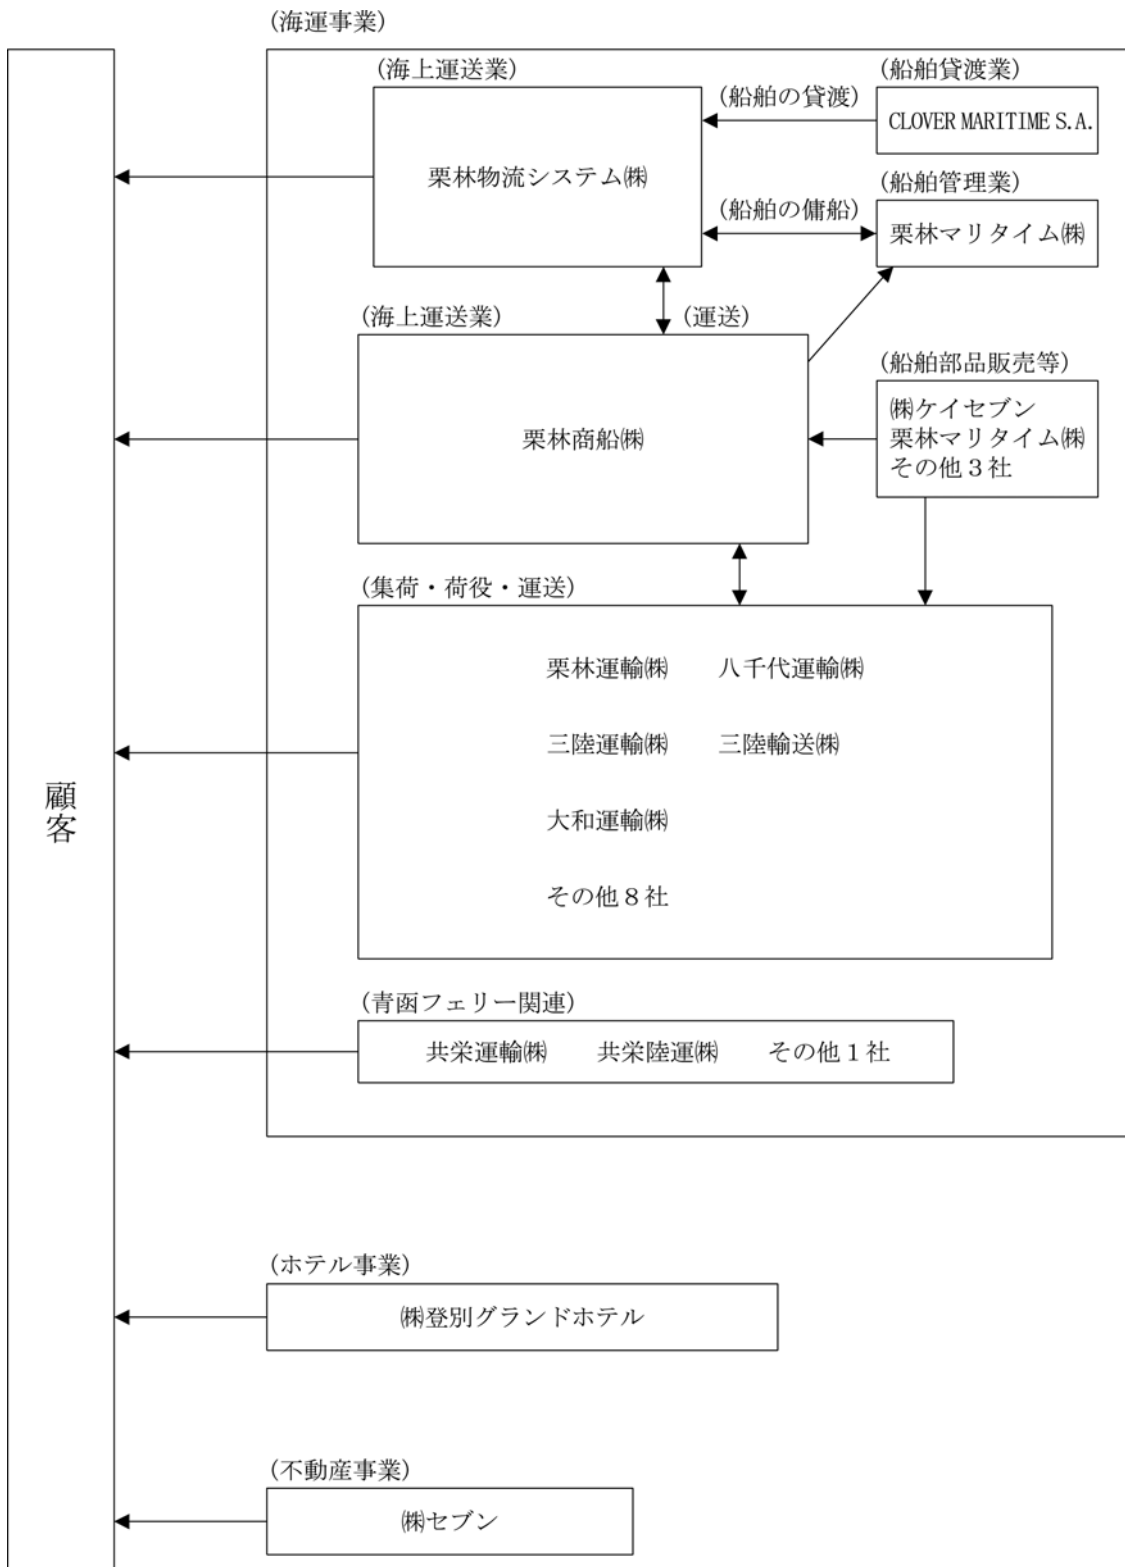 (海運事業)
(海上運送業)
(船舶貸渡業)
(船舶の貸渡)
CLOVER MARITIME S.A.
栗林物流システム㈱
(船舶管理業)
(船舶の傭船)
栗林マリタイム㈱
(海上運送業)
(運送)
(船舶部品販売等)
㈱ケイセブン
栗林マリタイム㈱
その他3社
栗林商船㈱
(集荷・荷役・運送)
栗林運輸㈱ 八千代運輸㈱
三陸運輸㈱ 三陸輸送㈱
大和運輸㈱
その他8社
顧客
(青函フェリー関連)
共栄運輸㈱ 共栄陸運㈱ その他1社
(ホテル事業)
㈱登別グランドホテル
(不動産事業)
㈱セブン